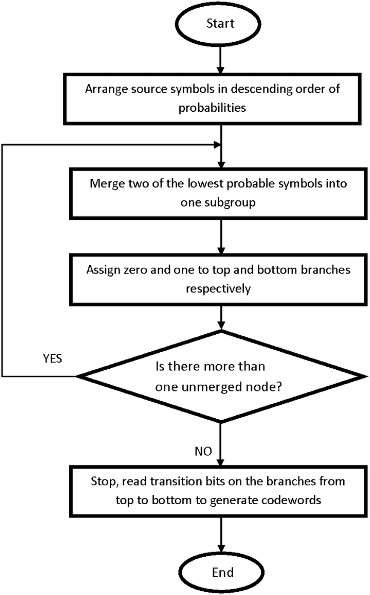 Start
Arrange source symbols in descending order of
probabilities
Merge two of the lowest probable symbols into
one subgroup
Assign zero and one to top and bottom branches
respectively
YES
Is there more than
one unmerged node?
NO
Stop, read transition bits on the branches from
top to bottom to generate codewords
End